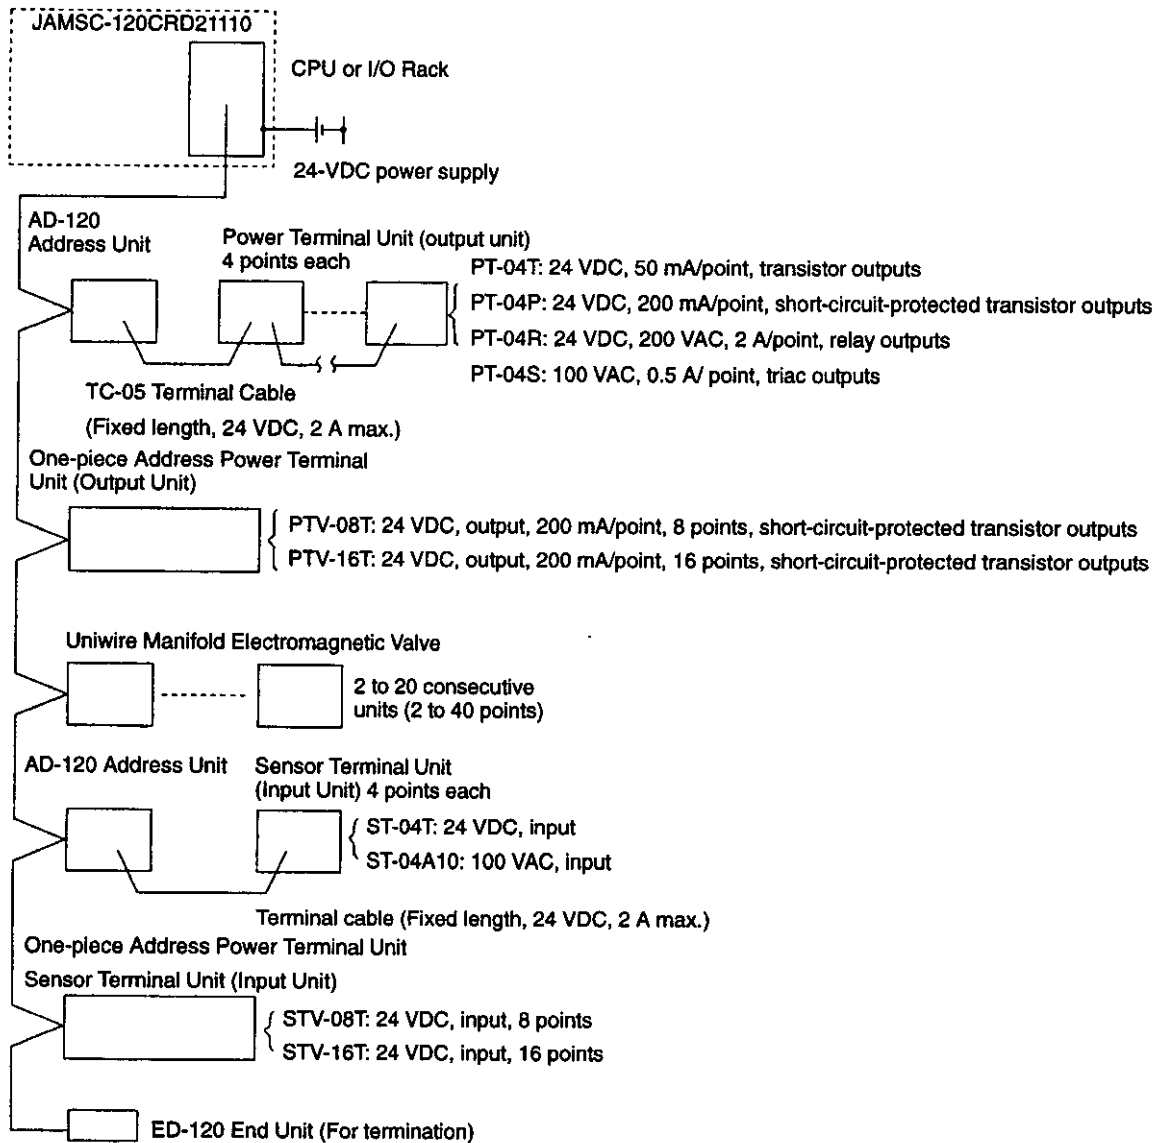 JAMSC-120CRD21110
CPU or I/O Rack
24-VDC power supply
AD-120
Address Unit
Power Terminal Unit (output unit)
4 points each
PT-04T: 24 VDC, 50 mA/point, transistor outputs
PT-04P: 24 VDC, 200 mA/point, short-circuit-protected transistor outputs
PT-04R: 24 VDC, 200 VAC, 2 A/point, relay outputs
PT-04S: 100 VAC, 0.5 A/ point, triac outputs
TC-05 Terminal Cable
(Fixed length, 24 VDC, 2 A max.)
One-piece Address Power Terminal
Unit (Output Unit)
PTV-08T: 24 VDC, output, 200 mA/point, 8 points, short-circuit-protected transistor outputs
PTV-16T: 24 VDC, output, 200 mA/point, 16 points, short-circuit-protected transistor outputs
Uniwire Manifold Electromagnetic Valve
2 to 20 consecutive
units (2 to 40 points)
AD-120 Address Unit
Sensor Terminal Unit
(Input Unit) 4 points each
ST-04T: 24 VDC, input
ST-04A10: 100 VAC, input
Terminal cable (Fixed length, 24 VDC, 2 A max.)
One-piece Address Power Terminal Unit
Sensor Terminal Unit (Input Unit)
STV-08T: 24 VDC, input, 8 points
STV-16T: 24 VDC, input, 16 points
ED-120 End Unit (For termination)